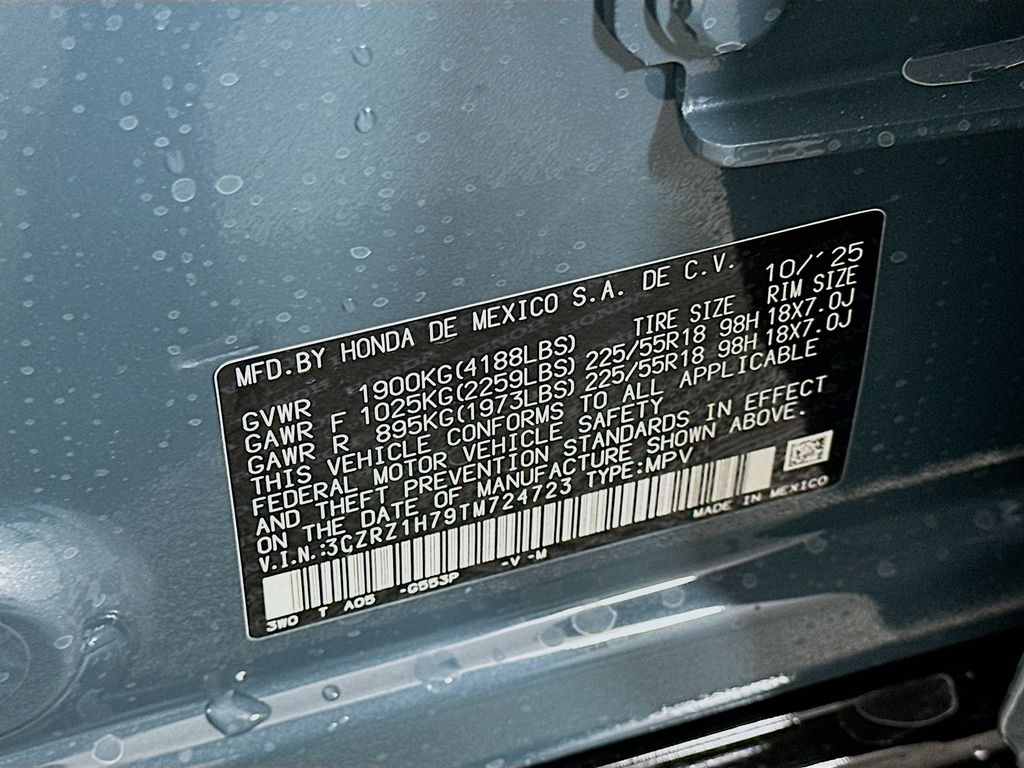 MFD.BY HONDA DE MEXICO S.A. DE C.V. 10/'25
TIRE SIZE RIM SIZE
GVWR 1900KG(4188LBS)
GAWR F 1025KG(2259LBS) 225/55R18 98H 18X7.0J
GAWR R 895KG(1973LBS) 225/55R18 98H 18X7.0J
THIS VEHICLE CONFORMS TO ALL APPLICABLE
FEDERAL MOTOR VEHICLE SAFETY
AND THEFT PREVENTION STANDARDS IN EFFECT
ON THE DATE OF MANUFACTURE SHOWN ABOVE.
V.I.N.:3CZRZ1H79TM724723 TYPE:MPV
MADE IN MEXICO
3W0 T A05 -G553P -V -M